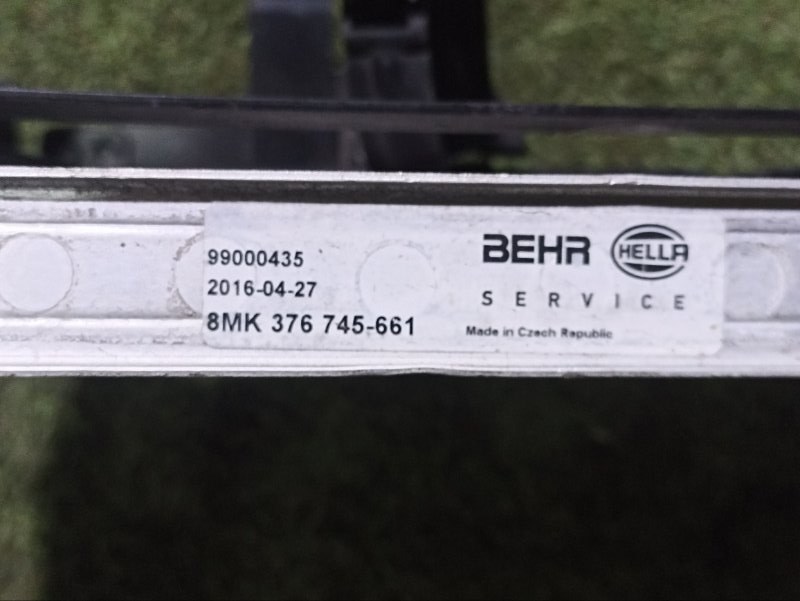 99000435
2016-04-27
8MK 376 745-661
BEHR HELLA
SERVICE
Made in Czech Republic